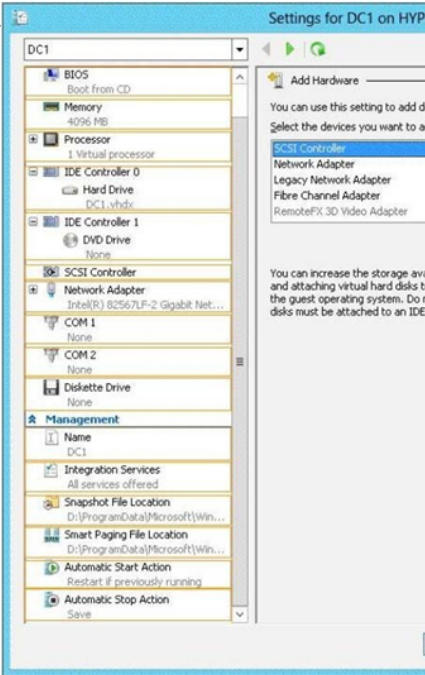 Settings for DC1 on HYP
DC1
BIOS
Boot from CD
Memory
4096 MB
Processor
1 Virtual processor
IDE Controller 0
Hard Drive
DC1.vhdx
IDE Controller 1
DVD Drive
None
SCSI Controller
Network Adapter
Intel(R) 82567LF-2 Gigabit Net...
COM 1
None
COM 2
None
Diskette Drive
None
Management
Name
DC1
Integration Services
All services offered
Snapshot File Location
D:\ProgramData\Microsoft\Win...
Smart Paging File Location
D:\ProgramData\Microsoft\Win...
Automatic Start Action
Restart if previously running
Automatic Stop Action
Save
Add Hardware
You can use this setting to add d
Select the devices you want to a
SCSI Controller
Network Adapter
Legacy Network Adapter
Fibre Channel Adapter
RemoteFX 3D Video Adapter
You can increase the storage ava
and attaching virtual hard disks t
the guest operating system. Do
disks must be attached to an IDE